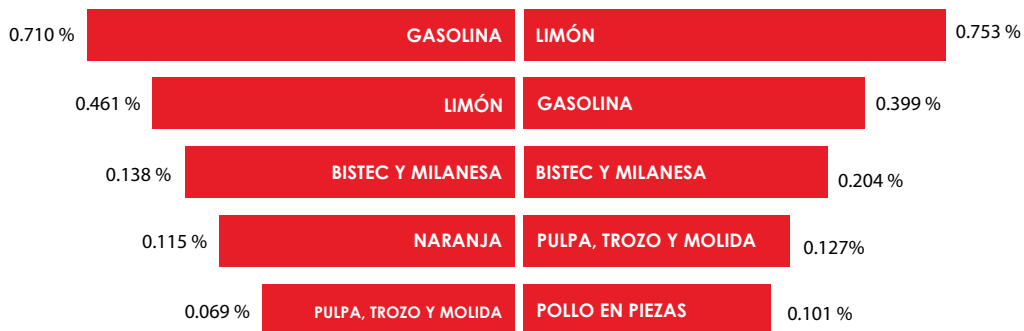 0.710 % GASOLINA LIMÓN 0.753 %
0.461 % LIMÓN GASOLINA 0.399 %
0.138 % BISTEC Y MILANESA BISTEC Y MILANESA 0.204 %
0.115 % NARANJA PULPA, TROZO Y MOLIDA 0.127%
0.069 % PULPA, TROZO Y MOLIDA POLLO EN PIEZAS 0.101 %